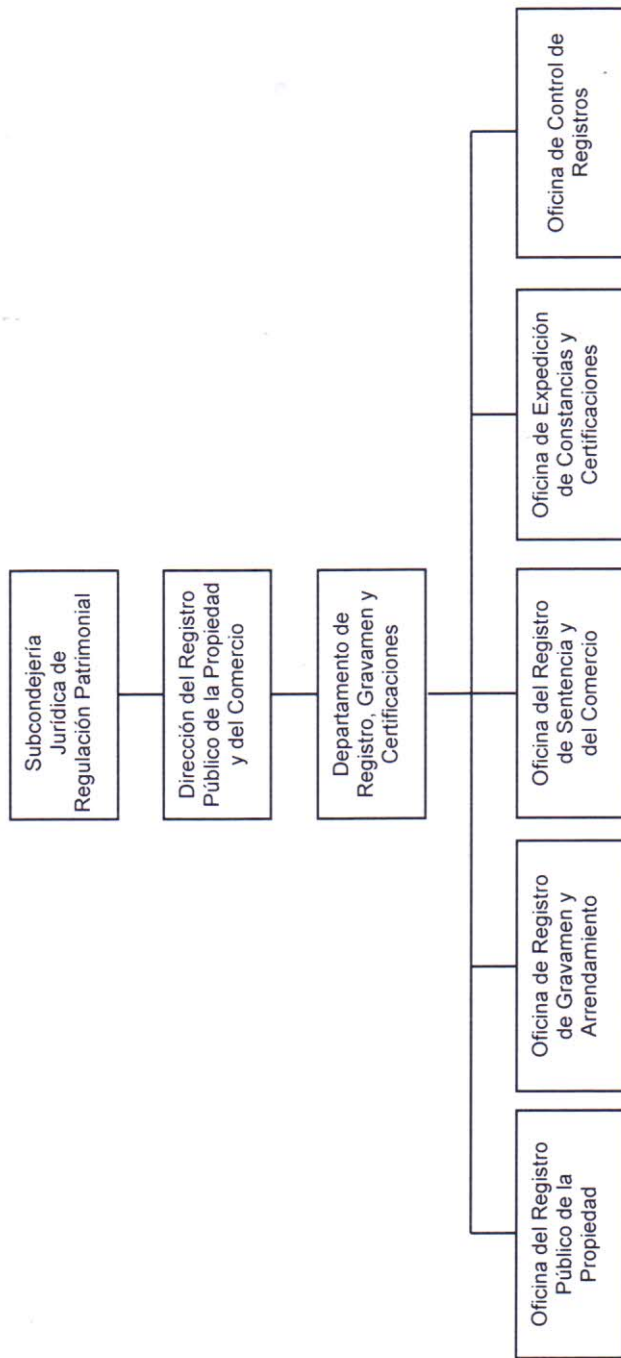 Subcondejería
Jurídica de
Regulación Patrimonial
Dirección del Registro
Público de la Propiedad
y del Comercio
Departamento de
Registro, Gravamen y
Certificaciones
Oficina del Registro
Público de la
Propiedad
Oficina de Registro
de Gravamen y
Arrendamiento
Oficina del Registro
de Sentencia y
del Comercio
Oficina de Expedición
de Constancias y
Certificaciones
Oficina de Control de
Registros